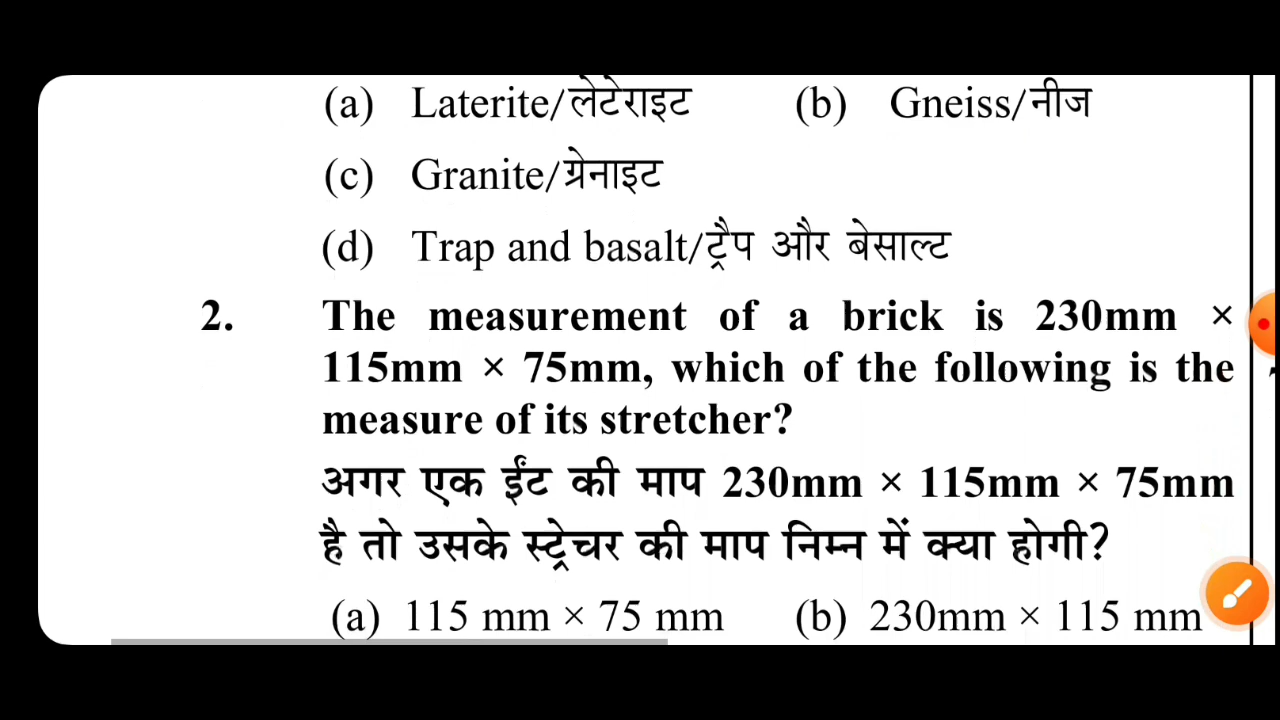 (a) Laterite/लेटेराइट (b) Gneiss/नीज
(c) Granite/ग्रेनाइट
(d) Trap and basalt/ट्रैप और बेसाल्ट
2. The measurement of a brick is 230mm ×
115mm × 75mm, which of the following is the
measure of its stretcher?
अगर एक ईंट की माप 230mm × 115mm × 75mm
है तो उसके स्ट्रेचर की माप निम्न में क्या होगी?
(a) 115 mm × 75 mm (b) 230mm × 115 mm